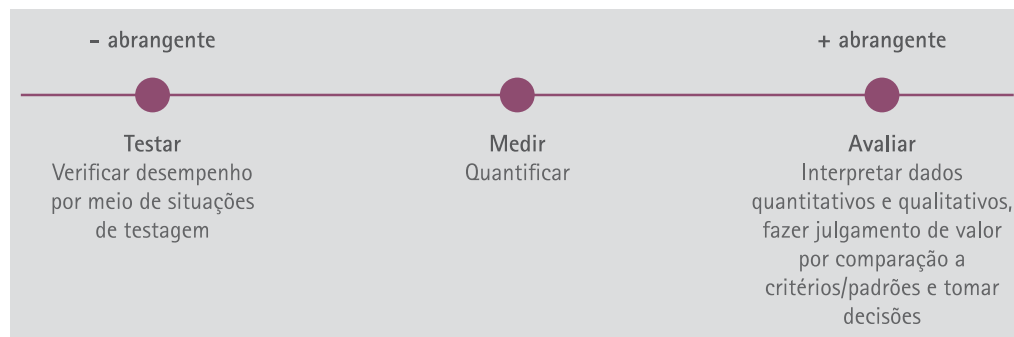 - abrangente
+ abrangente
Testar
Verificar desempenho
por meio de situações
de testagem
Medir
Quantificar
Avaliar
Interpretar dados
quantitativos e qualitativos,
fazer julgamento de valor
por comparação a
critérios/padrões e tomar
decisões